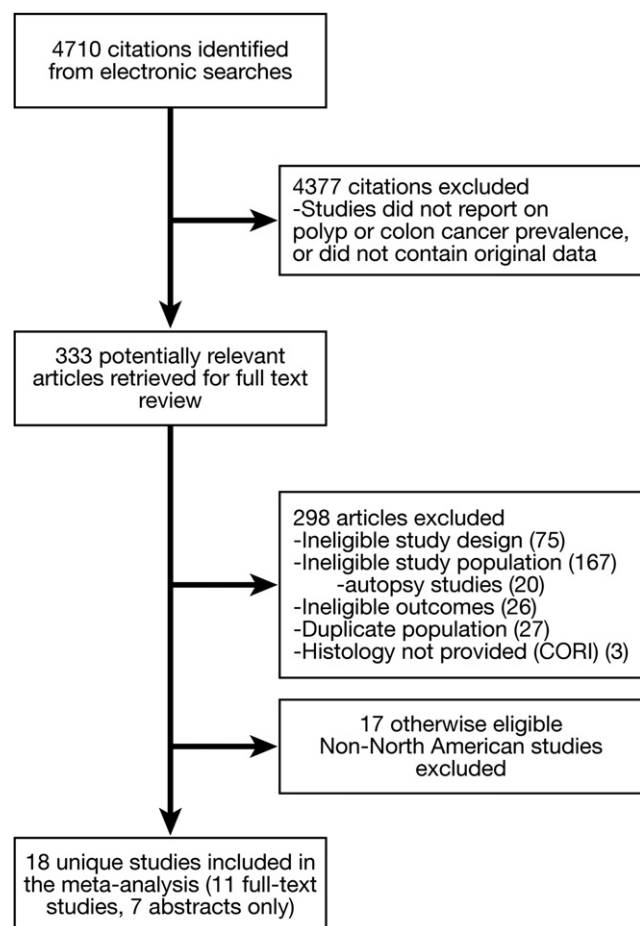 4710 citations identified
from electronic searches
4377 citations excluded
-Studies did not report on
polyp or colon cancer prevalence,
or did not contain original data
333 potentially relevant
articles retrieved for full text
review
298 articles excluded
-Ineligible study design (75)
-Ineligible study population (167)
-autopsy studies (20)
-Ineligible outcomes (26)
-Duplicate population (27)
-Histology not provided (CORI) (3)
17 otherwise eligible
Non-North American studies
excluded
18 unique studies included in
the meta-analysis (11 full-text
studies, 7 abstracts only)